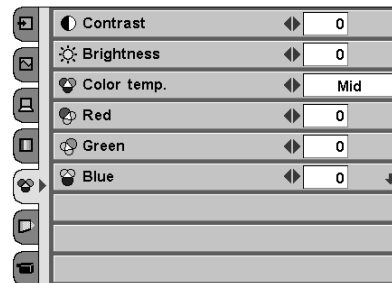 Contrast 0
Brightness 0
Color temp. Mid
Red 0
Green 0
Blue 0